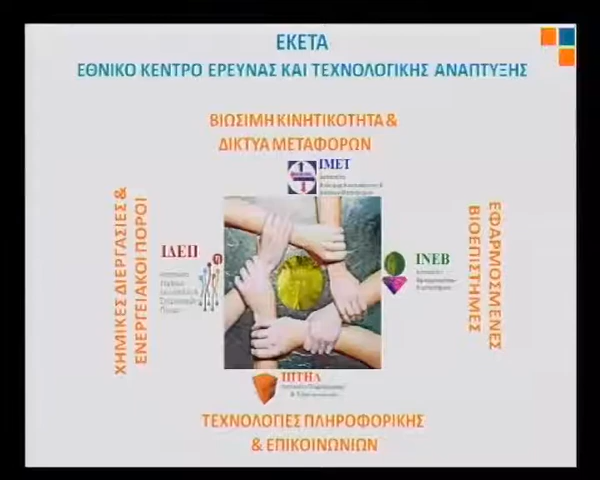 ΕΚΕΤΑ
ΕΘΝΙΚΟ ΚΕΝΤΡΟ ΕΡΕΥΝΑΣ ΚΑΙ ΤΕΧΝΟΛΟΓΙΚΗΣ ΑΝΑΠΤΥΞΗΣ
ΒΙΩΣΙΜΗ ΚΙΝΗΤΙΚΟΤΗΤΑ &
ΔΙΚΤΥΑ ΜΕΤΑΦΟΡΩΝ
ΙΜΕΤ
ΧΗΜΙΚΕΣ ΔΙΕΡΓΑΣΙΕΣ &
ΕΝΕΡΓΕΙΑΚΟΙ ΠΟΡΟΙ
ΙΔΕΠ
ΙΝΕΒ
ΕΦΑΡΜΟΣΜΕΝΕΣ
ΒΙΟΕΠΙΣΤΗΜΕΣ
ΙΠΤΗΛ
ΤΕΧΝΟΛΟΓΙΕΣ ΠΛΗΡΟΦΟΡΙΚΗΣ
& ΕΠΙΚΟΙΝΩΝΙΩΝ